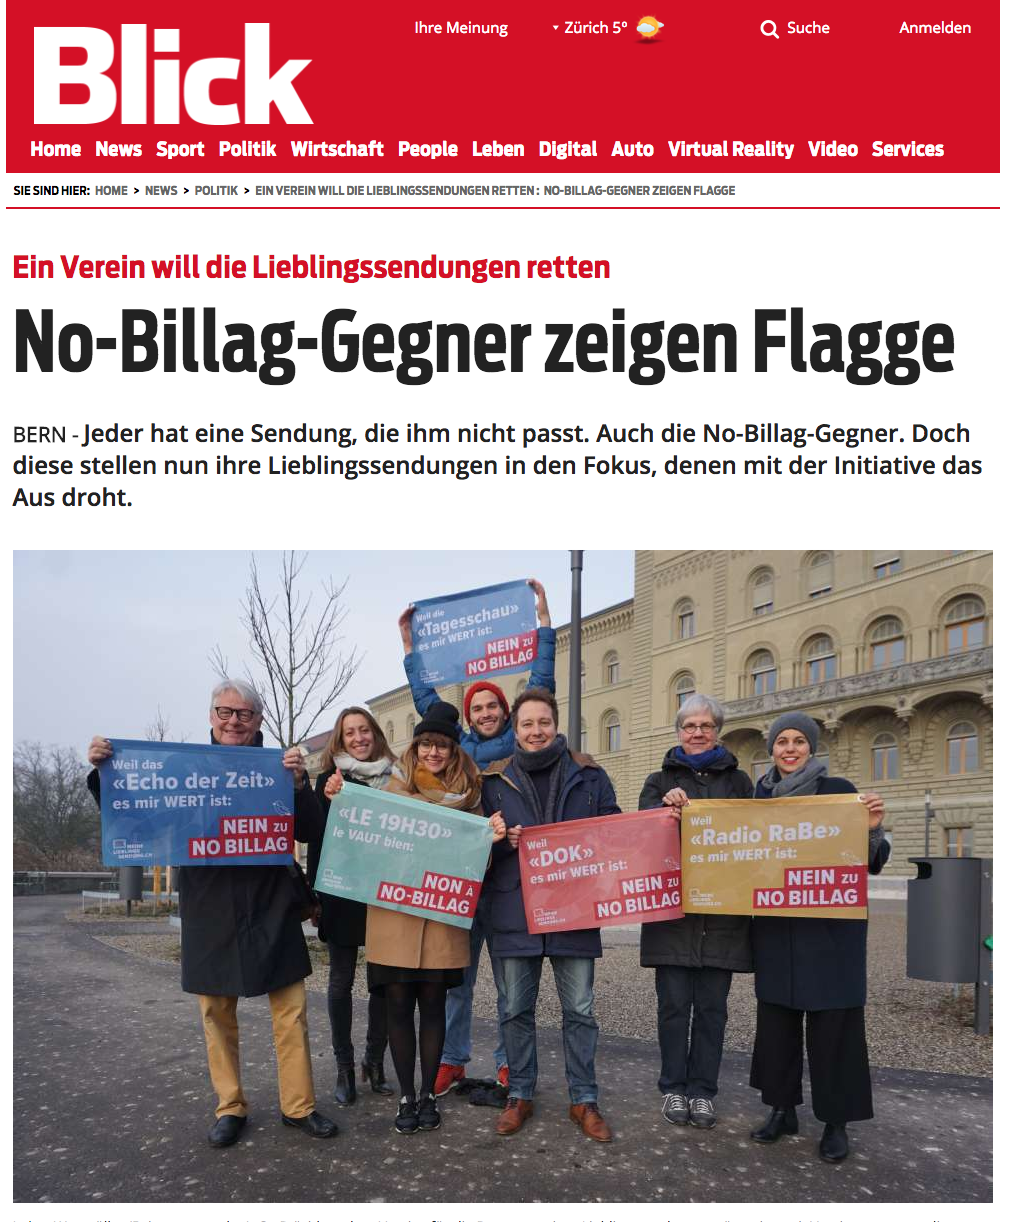 Blick
Ihre Meinung
Zürich 5°
Suche
Anmelden
Home News Sport Politik Wirtschaft People Leben Digital Auto Virtual Reality Video Services
SIE SIND HIER: HOME > NEWS > POLITIK > EIN VEREIN WILL DIE LIEBLINGSSENDUNGEN RETTEN : NO-BILLAG-GEGNER ZEIGEN FLAGGE
Ein Verein will die Lieblingssendungen retten
No-Billag-Gegner zeigen Flagge
BERN - Jeder hat eine Sendung, die ihm nicht passt. Auch die No-Billag-Gegner. Doch
diese stellen nun ihre Lieblingssendungen in den Fokus, denen mit der Initiative das
Aus droht.
Weil die
«Tagesschau»
es mir WERT ist:
NEIN ZU
NO BILLAG
Weil das
«Echo der Zeit»
es mir WERT ist:
NEIN ZU
NO BILLAG
MEINE
LIEBLINGS
SENDUNG.CH
«LE 19H30»
le VAUT bien:
NON À
NO-BILLAG
Weil
«DOK»
es mir WERT ist:
NEIN ZU
NO BILLAG
Weil
«Radio RaBe»
es mir WERT ist:
NEIN ZU
NO BILLAG